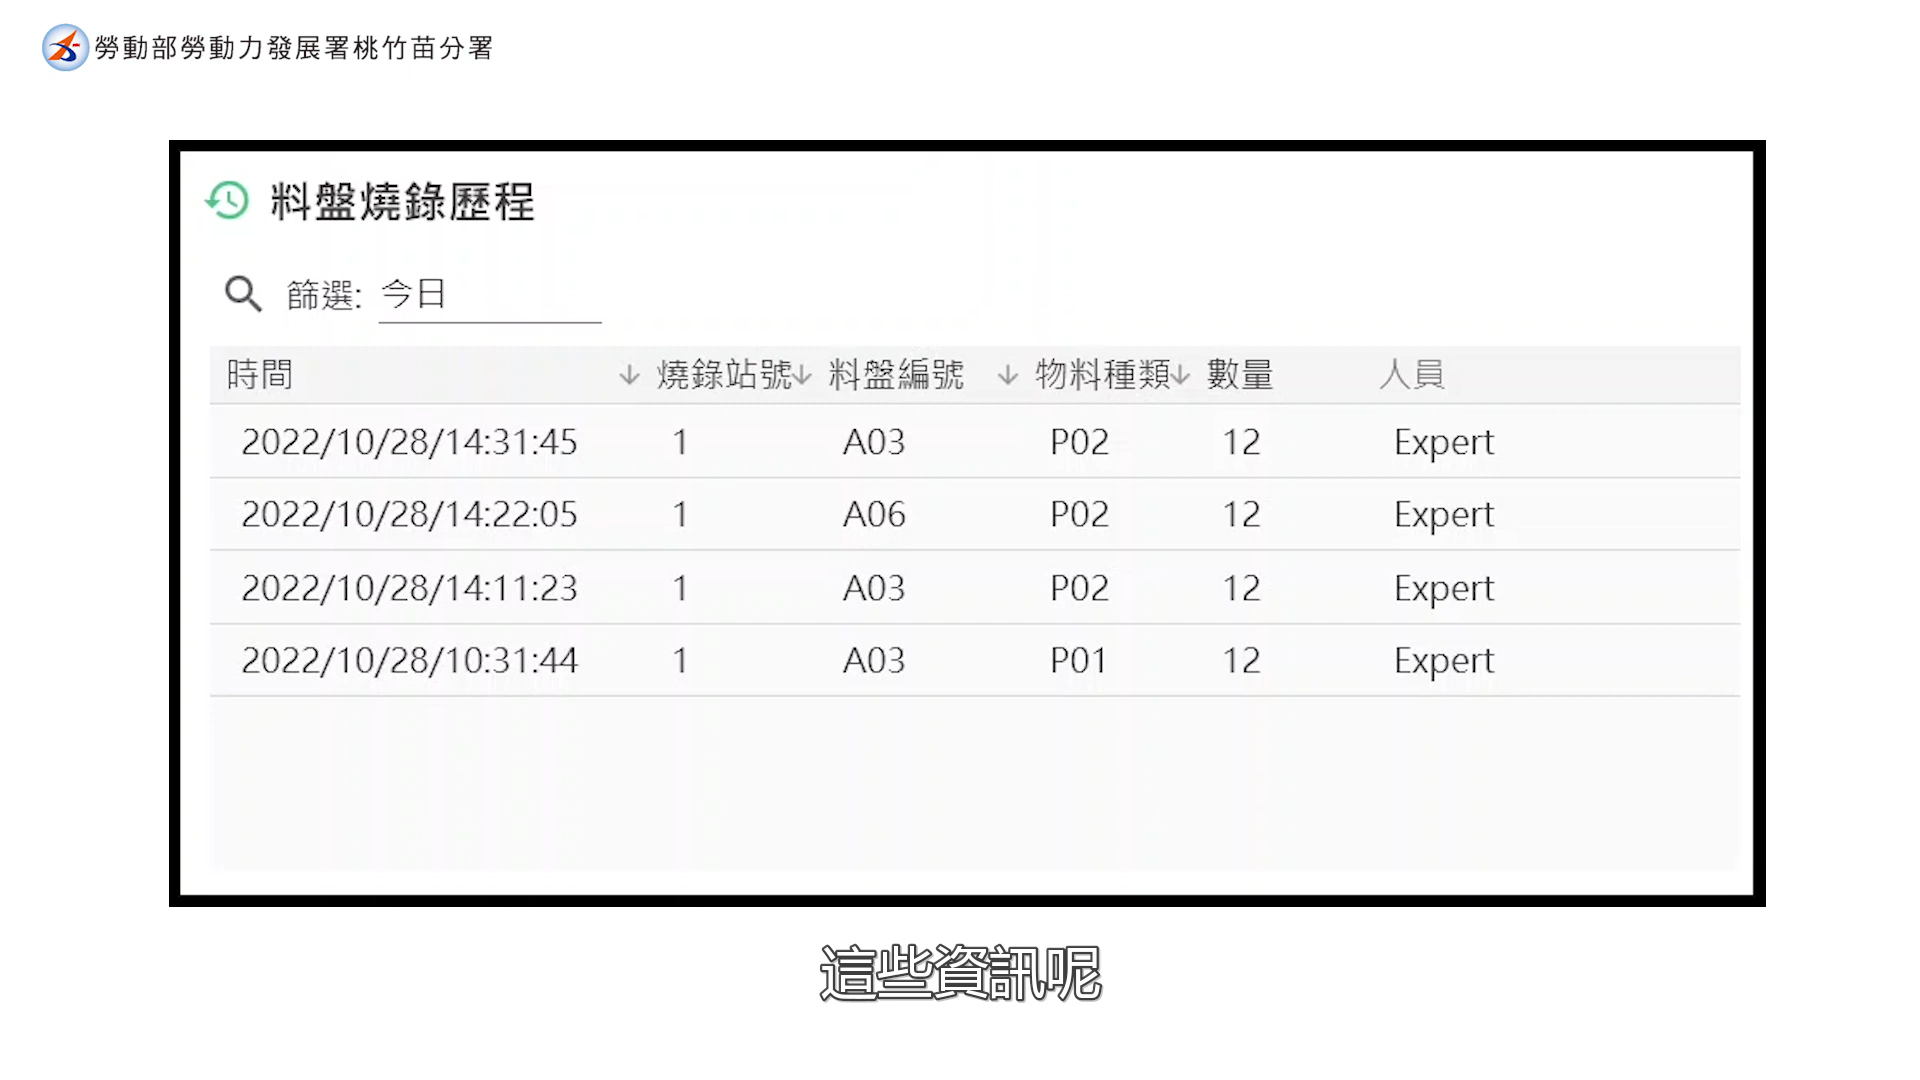 勞動部勞動力發展署桃竹苗分署
料盤燒錄歷程
篩選: 今日
時間 燒錄站號 料盤編號 物料種類 數量 人員
2022/10/28/14:31:45 1 A03 P02 12 Expert
2022/10/28/14:22:05 1 A06 P02 12 Expert
2022/10/28/14:11:23 1 A03 P02 12 Expert
2022/10/28/10:31:44 1 A03 P01 12 Expert
這些資訊呢